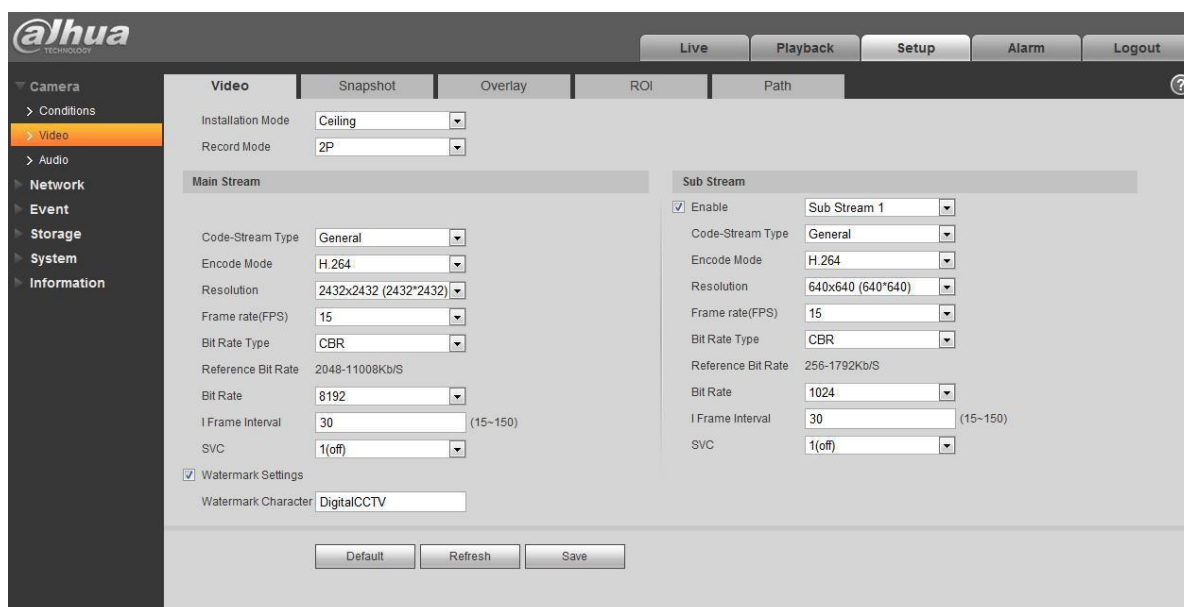 alhua
TECHNOLOGY
Live Playback Setup Alarm Logout
Camera
> Conditions
> Video
> Audio
Network
Event
Storage
System
Information
Video Snapshot Overlay ROI Path ?
Installation Mode Ceiling
Record Mode 2P
Main Stream
Code-Stream Type General
Encode Mode H.264
Resolution 2432x2432 (2432*2432)
Frame rate(FPS) 15
Bit Rate Type CBR
Reference Bit Rate 2048-11008Kb/S
Bit Rate 8192
I Frame Interval 30 (15~150)
SVC 1(off)
Watermark Settings
Watermark Character DigitalCCTV
Sub Stream
Enable Sub Stream 1
Code-Stream Type General
Encode Mode H.264
Resolution 640x640 (640*640)
Frame rate(FPS) 15
Bit Rate Type CBR
Reference Bit Rate 256-1792Kb/S
Bit Rate 1024
I Frame Interval 30 (15~150)
SVC 1(off)
Default Refresh Save